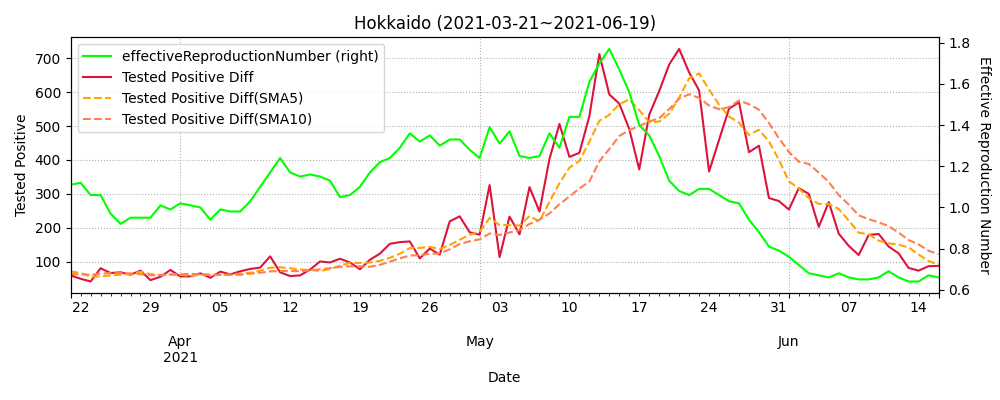 Hokkaido (2021-03-21~2021-06-19)
effectiveReproductionNumber (right)
Tested Positive Diff
Tested Positive Diff(SMA5)
Tested Positive Diff(SMA10)
Tested Positive
700
600
500
400
300
200
100
1.8
1.6
1.4
1.2
1.0
0.8
0.6
Effective Reproduction Number
22 29 05 12 19 26 03 10 17 24 31 07 14
Apr May Jun
2021
Date